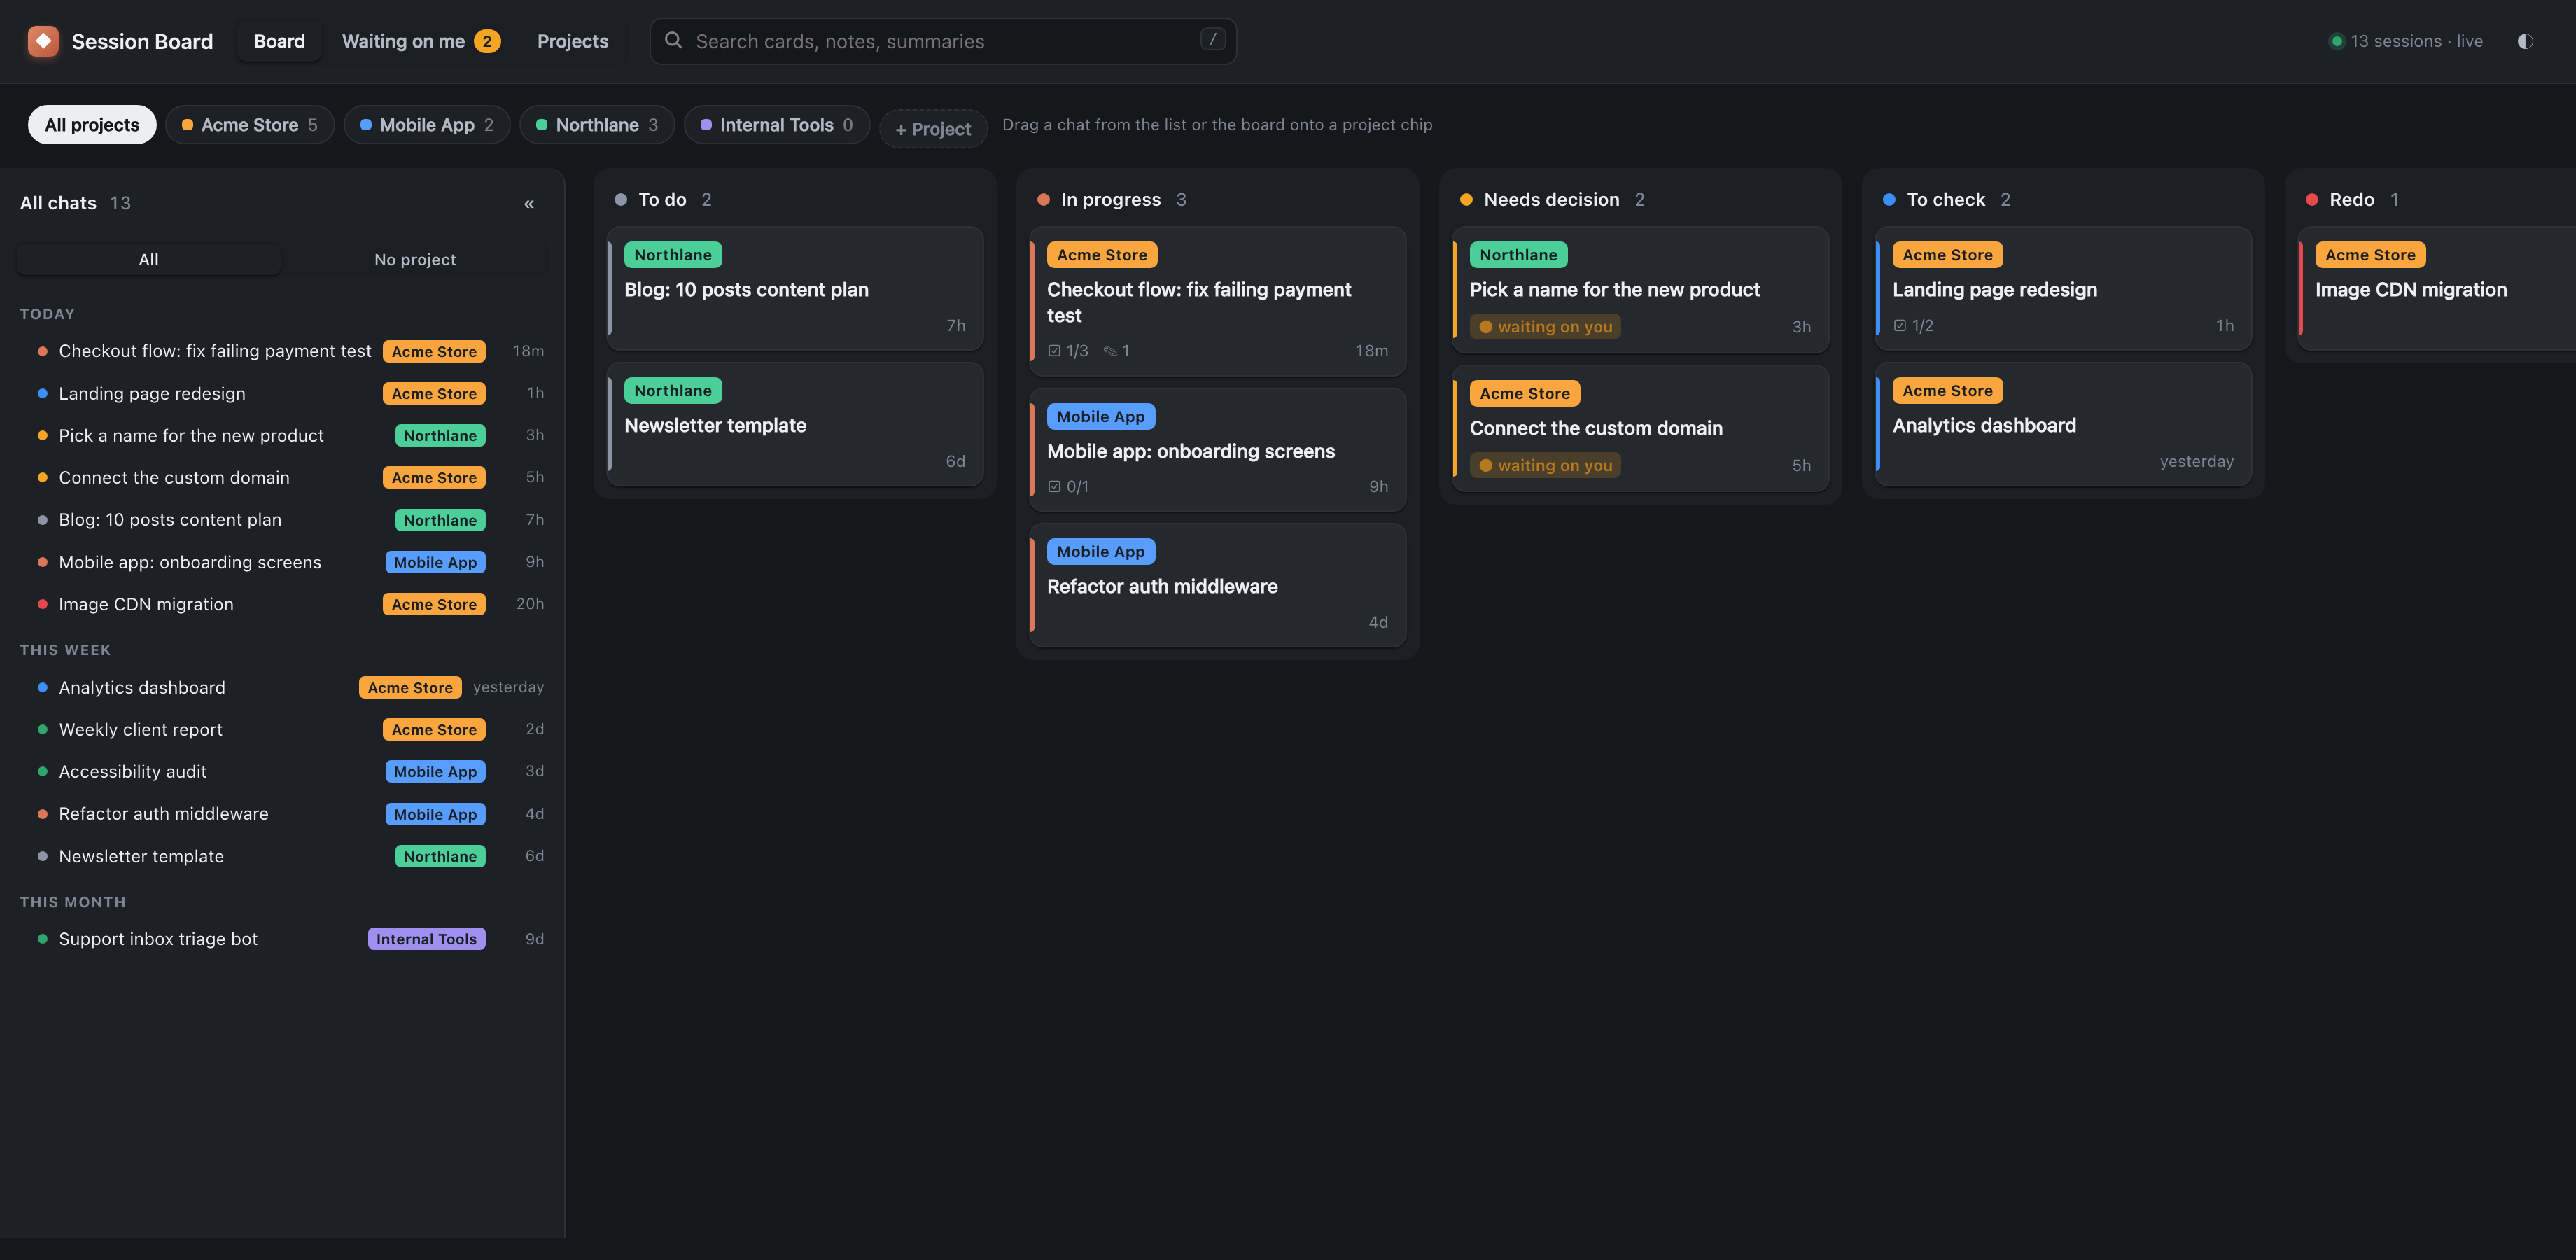 Session Board
Board
Waiting on me 2
Projects
Search cards, notes, summaries /
13 sessions · live
All projects
Acme Store 5
Mobile App 2
Northlane 3
Internal Tools 0
+ Project
Drag a chat from the list or the board onto a project chip
All chats 13 «
All
No project
TODAY
Checkout flow: fix failing payment test Acme Store 18m
Landing page redesign Acme Store 1h
Pick a name for the new product Northlane 3h
Connect the custom domain Acme Store 5h
Blog: 10 posts content plan Northlane 7h
Mobile app: onboarding screens Mobile App 9h
Image CDN migration Acme Store 20h
THIS WEEK
Analytics dashboard Acme Store yesterday
Weekly client report Acme Store 2d
Accessibility audit Mobile App 3d
Refactor auth middleware Mobile App 4d
Newsletter template Northlane 6d
THIS MONTH
Support inbox triage bot Internal Tools 9d
To do 2
Northlane
Blog: 10 posts content plan
7h
Northlane
Newsletter template
6d
In progress 3
Acme Store
Checkout flow: fix failing payment
test
1/3 1 18m
Mobile App
Mobile app: onboarding screens
0/1 9h
Mobile App
Refactor auth middleware
4d
Needs decision 2
Northlane
Pick a name for the new product
waiting on you 3h
Acme Store
Connect the custom domain
waiting on you 5h
To check 2
Acme Store
Landing page redesign
1/2 1h
Acme Store
Analytics dashboard
yesterday
Redo 1
Acme Store
Image CDN migration